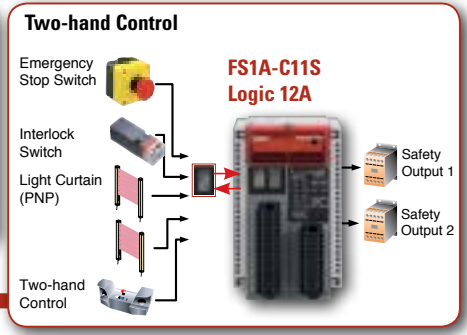 Two-hand Control
Emergency
Stop Switch
FS1A-C11S
Logic 12A
Interlock
Switch
Light Curtain
(PNP)
Safety
Output 1
Safety
Output 2
Two-hand
Control